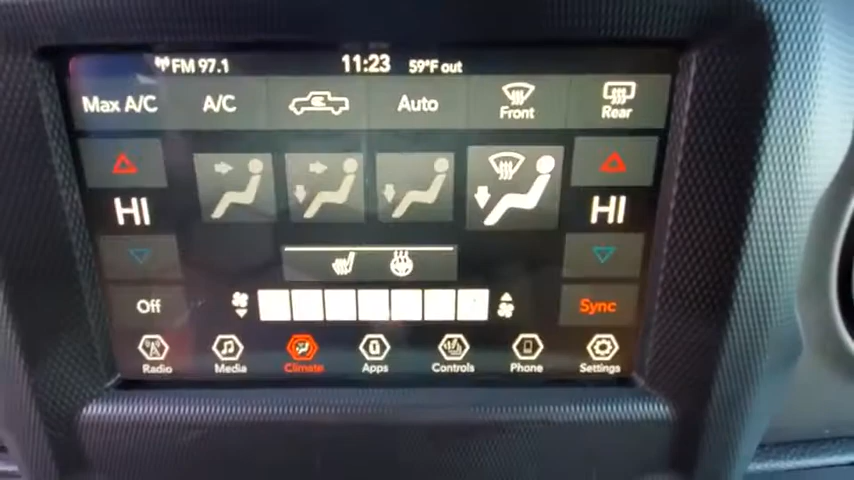 FM 97.1 11:23 59°F out
Max A/C A/C Auto Front Rear
HI HI
Off Sync
Radio Media Climate Apps Controls Phone Settings